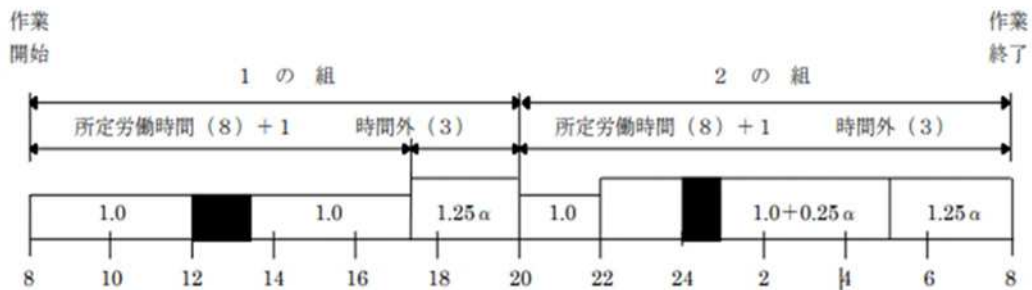 作業 作業
開始 終了
1 の 組 2 の 組
所定労働時間（8）＋1 時間外（3） 所定労働時間（8）＋1 時間外（3）
1.0 1.0 1.25α 1.0 1.0+0.25α 1.25α
8 10 12 14 16 18 20 22 24 2 4 6 8